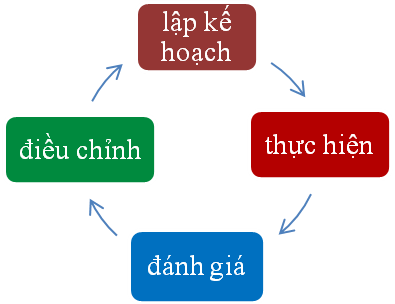 lập kế
hoạch
thực hiện
đánh giá
điều chỉnh